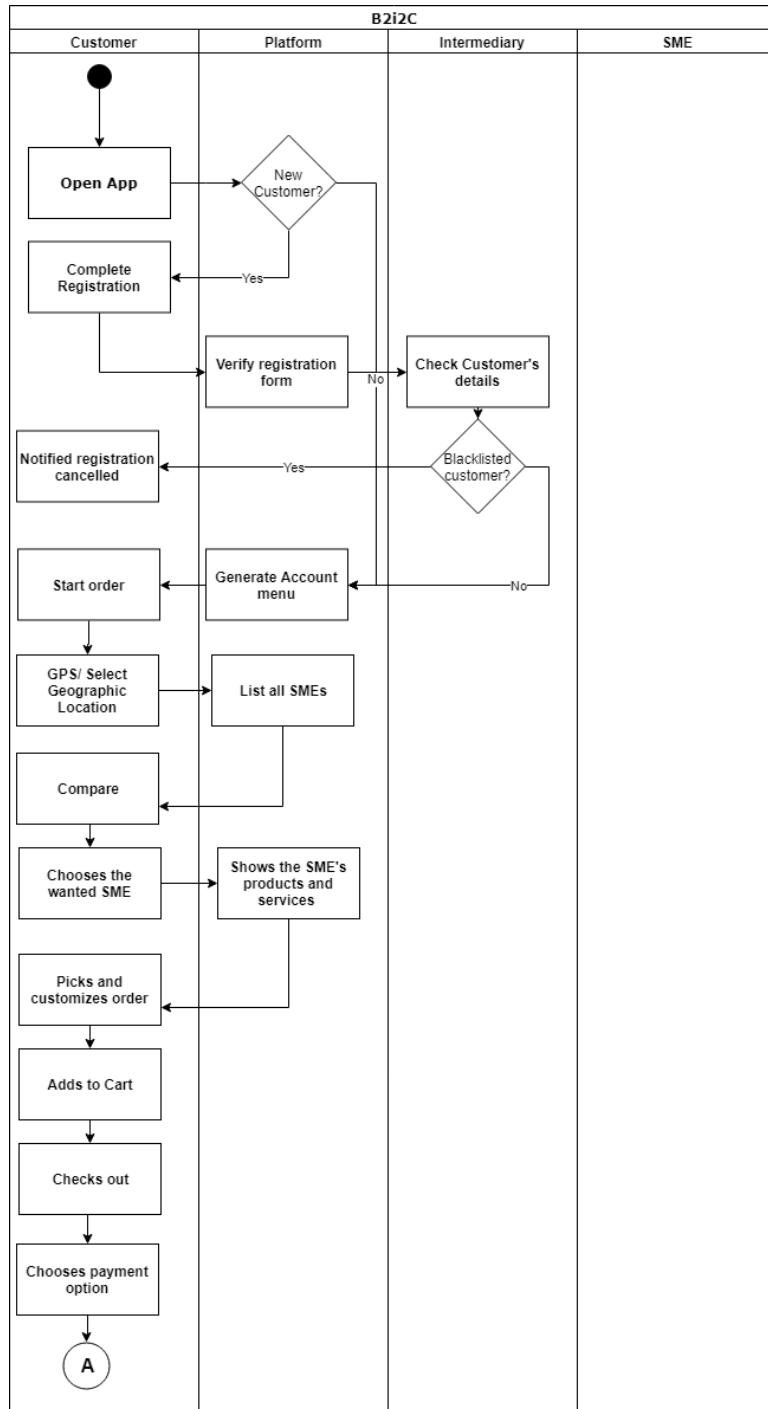 B2i2C
Customer
Platform
Intermediary
SME
Open App
New
Customer?
Complete
Registration
Yes
Verify registration
form
No
Check Customer's
details
Notified registration
cancelled
Yes
Blacklisted
customer?
Start order
Generate Account
menu
No
GPS/ Select
Geographic
Location
List all SMEs
Compare
Chooses the
wanted SME
Shows the SME's
products and
services
Picks and
customizes order
Adds to Cart
Checks out
Chooses payment
option
A